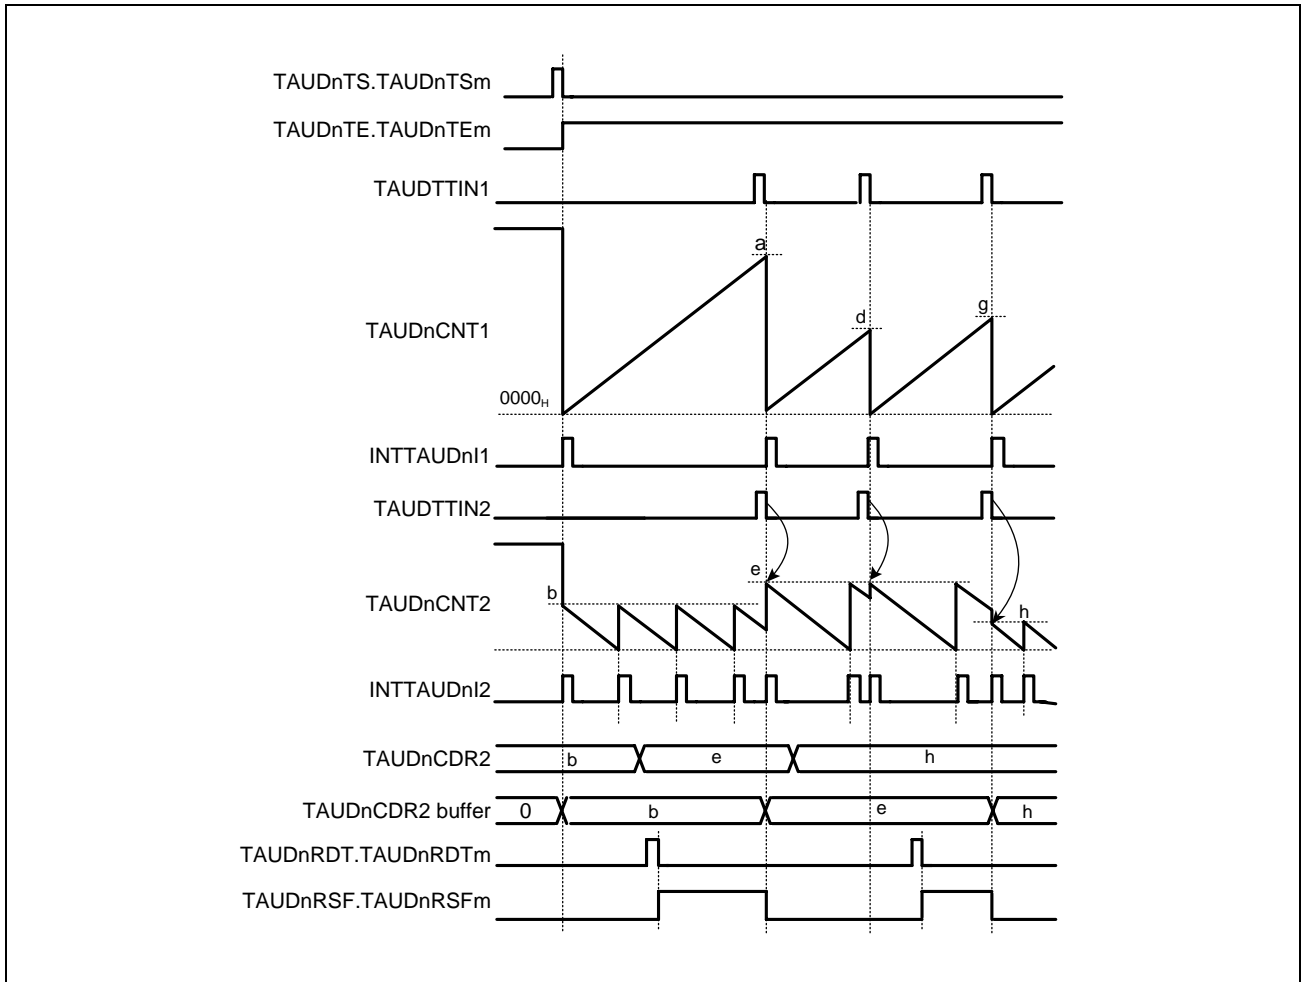 TAUDnTS.TAUDnTSm
TAUDnTE.TAUDnTEm
TAUDTTIN1
a
d
g
TAUDnCNT1
0000H
INTTAUDnI1
TAUDTTIN2
e
b
h
TAUDnCNT2
INTTAUDnI2
TAUDnCDR2 b e h
TAUDnCDR2 buffer 0 b e h
TAUDnRDT.TAUDnRDTm
TAUDnRSF.TAUDnRSFm